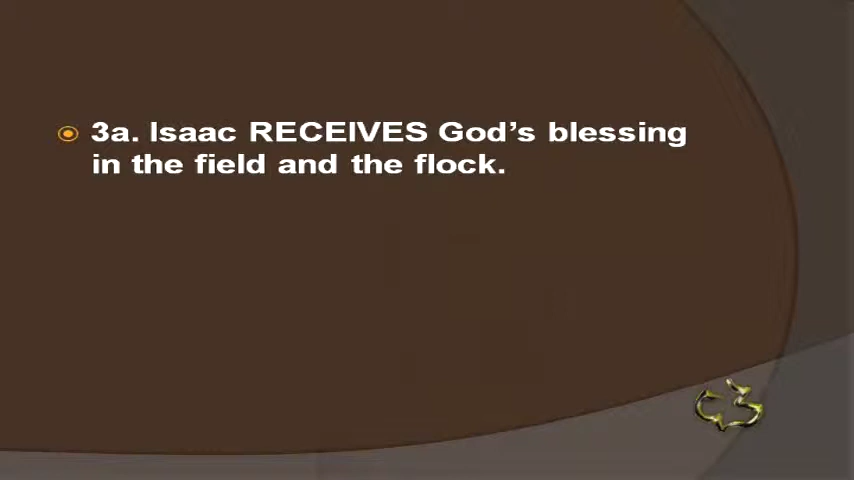 3a. Isaac RECEIVES God's blessing
in the field and the flock.